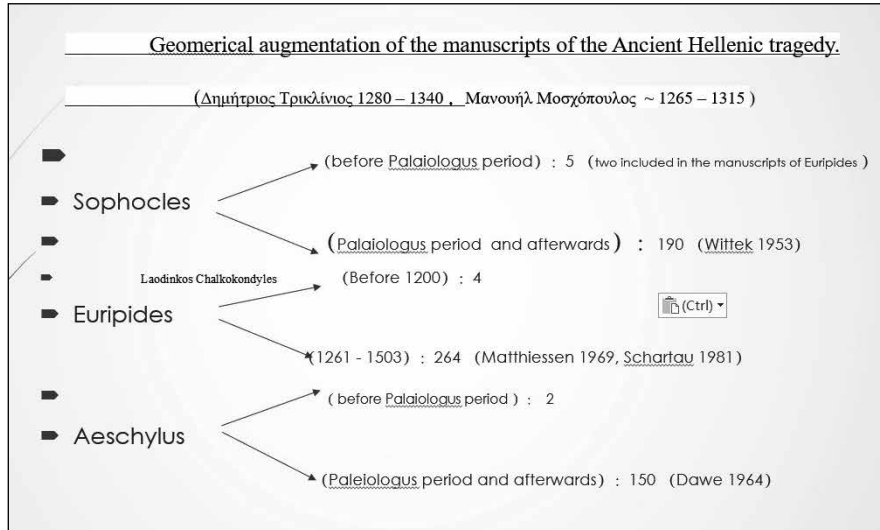 Geomerical augmentation of the manuscripts of the Ancient Hellenic tragedy.
(Δημήτριος Τρικλίνιος 1280 – 1340 , Μανουήλ Μοσχόπουλος ~ 1265 – 1315 )
(before Palaiologus period) : 5 (two included in the manuscripts of Euripides )
Sophocles
(Palaiologus period and afterwards) : 190 (Wittek 1953)
Laodinkos Chalkokondyles (Before 1200) : 4
Euripides
(Ctrl)
(1261 - 1503) : 264 (Matthiessen 1969, Schartau 1981)
( before Palaiologus period ) : 2
Aeschylus
(Paleiologus period and afterwards) : 150 (Dawe 1964)